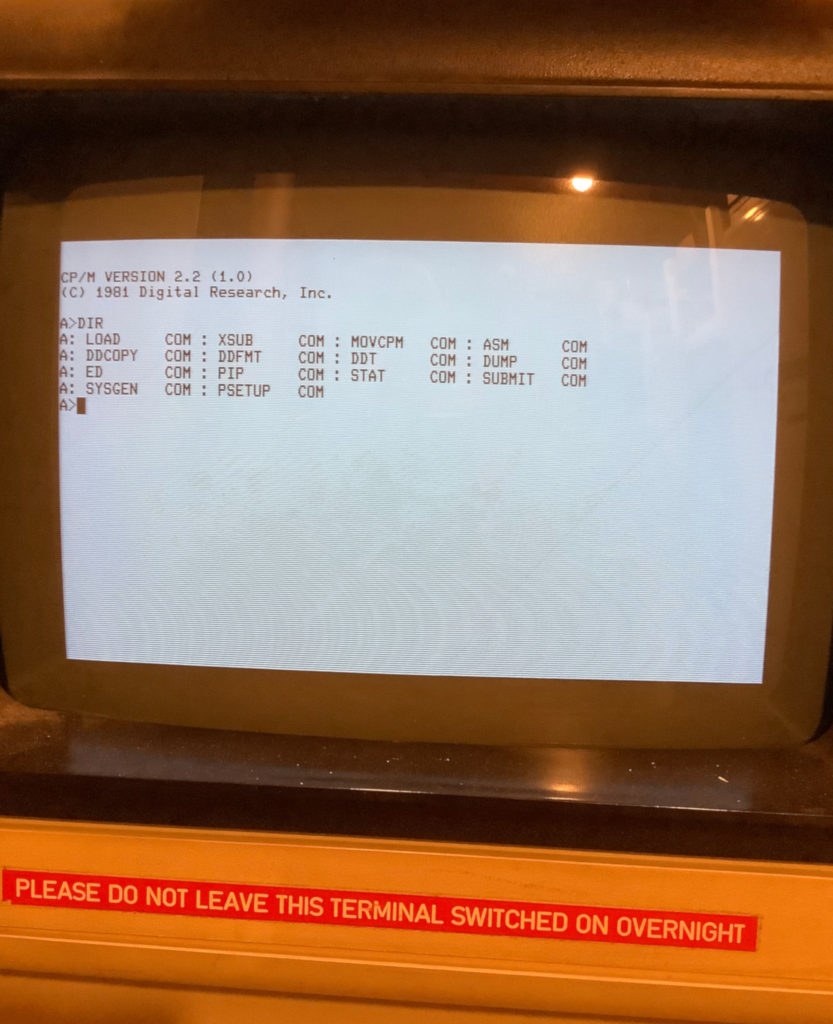 CP/M VERSION 2.2 (1.0)
(C) 1981 Digital Research, Inc.
A>DIR
A: LOAD     COM : XSUB     COM : MOVCPM   COM : ASM      COM
A: DDCOPY   COM : DDFMT    COM : DDT      COM : DUMP     COM
A: ED       COM : PIP      COM : STAT     COM : SUBMIT   COM
A: SYSGEN   COM : PSETUP   COM
A>
PLEASE DO NOT LEAVE THIS TERMINAL SWITCHED ON OVERNIGHT